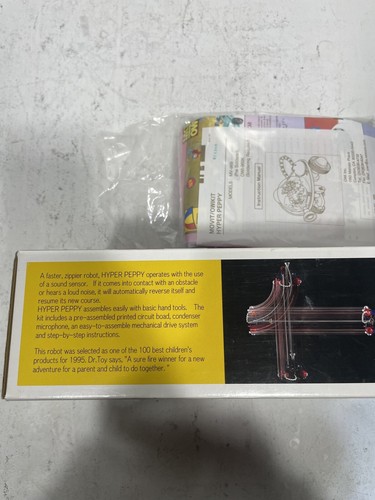 MOVIT/OWIKIT
HYPER PEPPY
Instruction Manual
A faster, zippier robot, HYPER PEPPY operates with the use
of a sound sensor. If it comes into contact with an obstacle
or hears a loud noise, it will automatically reverse itself and
resume its new course.
HYPER PEPPY assembles easily with basic hand tools. The
kit includes a pre-assembled printed circuit boad, condenser
microphone, an easy-to-assemble mechanical drive system
and step-by-step instructions.
This robot was selected as one of the 100 best children's
products for 1995. Dr.Toy says, "A sure fire winner for a new
adventure for a parent and child to do together. "